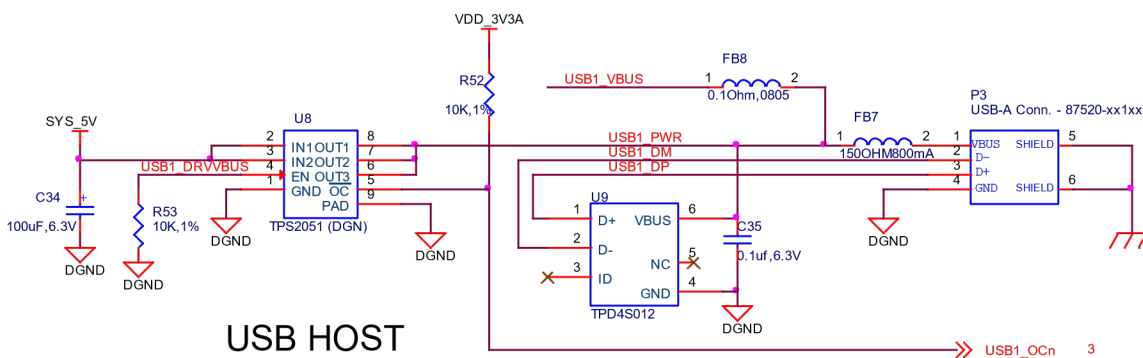 VDD_3V3A
R52
10K,1%
USB1_VBUS
1
FB8
2
0.1Ohm,0805
P3
USB-A Conn. - 87520-xx1xx
FB7
1
2
150OHM800mA
SYS_5V
C34
+
100uF,6.3V
DGND
USB1_DRVVBUS
R53
10K,1%
DGND
DGND
U8
2
3
4
1
IN1 OUT1
IN2 OUT2
EN OUT3
GND OC
PAD
8
7
6
5
9
TPS2051 (DGN)
DGND
USB1_PWR
USB1_DM
USB1_DP
1
2
3
4
VBUS
D-
D+
GND
SHIELD
SHIELD
5
6
DGND
U9
1
2
3
D+
D-
ID
VBUS
NC
GND
6
5
4
TPD4S012
C35
0.1uf,6.3V
DGND
USB HOST
USB1_OCn 3